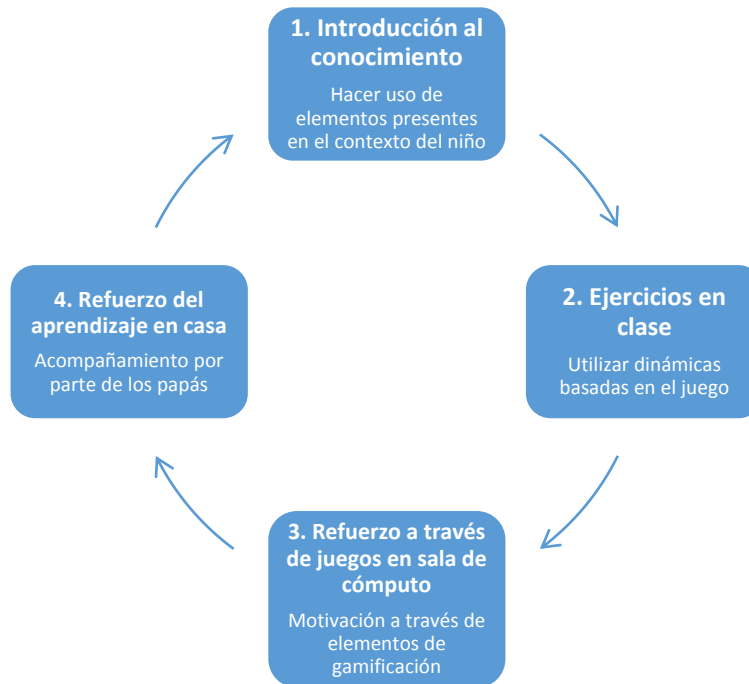 1. Introducción al
conocimiento
Hacer uso de
elementos presentes
en el contexto del niño
2. Ejercicios en
clase
Utilizar dinámicas
basadas en el juego
3. Refuerzo a través
de juegos en sala de
cómputo
Motivación a través de
elementos de
gamificación
4. Refuerzo del
aprendizaje en casa
Acompañamiento por
parte de los papás